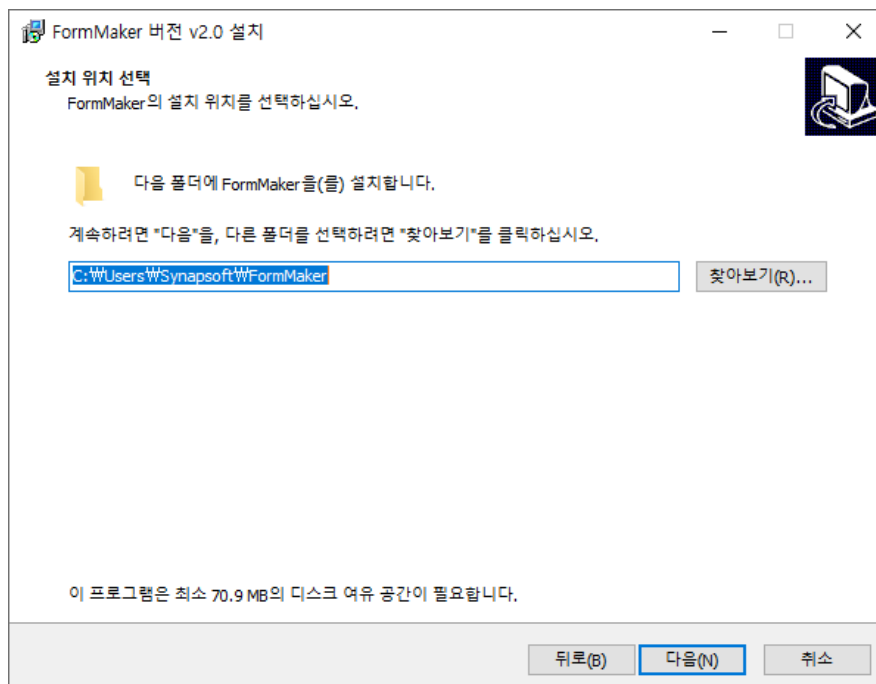 FormMaker 버전 v2.0 설치
설치 위치 선택
FormMaker의 설치 위치를 선택하십시오.
다음 폴더에 FormMaker을(를) 설치합니다.
계속하려면 "다음"을, 다른 폴더를 선택하려면 "찾아보기"를 클릭하십시오.
C:₩Users₩Synapsoft₩FormMaker
찾아보기(R)...
이 프로그램은 최소 70.9 MB의 디스크 여유 공간이 필요합니다.
뒤로(B) 다음(N) 취소